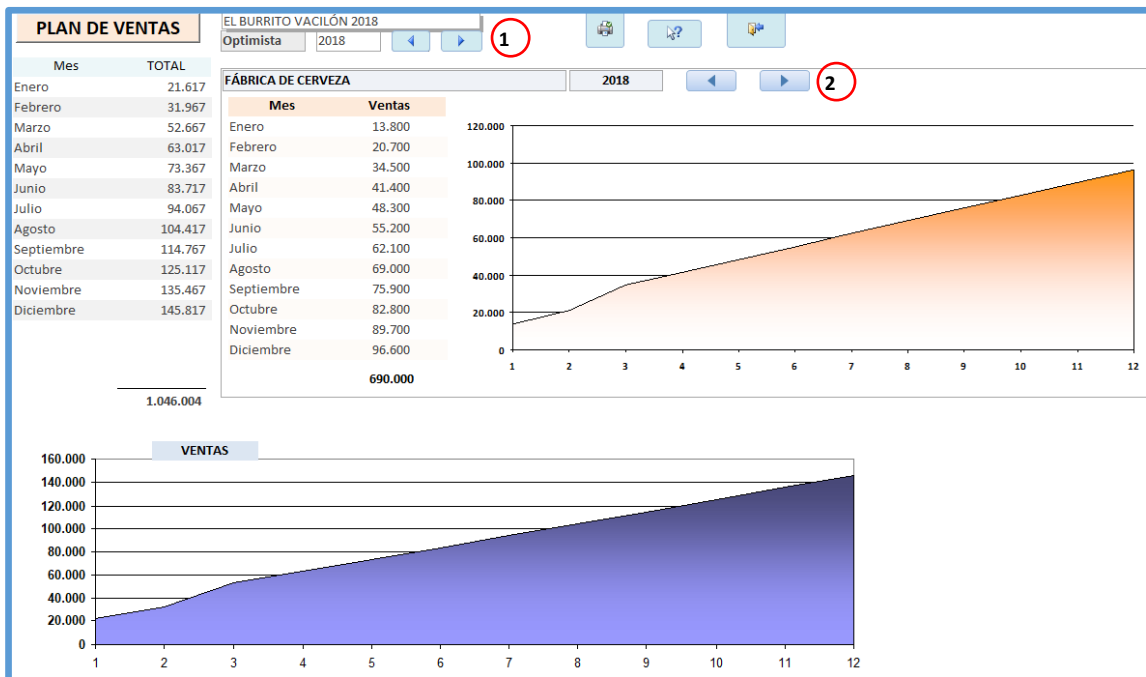 PLAN DE VENTAS
EL BURRITO VACILÓN 2018
Optimista 2018
1
?
Mes TOTAL
Enero 21.617
Febrero 31.967
Marzo 52.667
Abril 63.017
Mayo 73.367
Junio 83.717
Julio 94.067
Agosto 104.417
Septiembre 114.767
Octubre 125.117
Noviembre 135.467
Diciembre 145.817
1.046.004
FÁBRICA DE CERVEZA 2018
2
Mes Ventas
Enero 13.800
Febrero 20.700
Marzo 34.500
Abril 41.400
Mayo 48.300
Junio 55.200
Julio 62.100
Agosto 69.000
Septiembre 75.900
Octubre 82.800
Noviembre 89.700
Diciembre 96.600
690.000
120.000
100.000
80.000
60.000
40.000
20.000
0
1 2 3 4 5 6 7 8 9 10 11 12
VENTAS
160.000
140.000
120.000
100.000
80.000
60.000
40.000
20.000
0
1 2 3 4 5 6 7 8 9 10 11 12